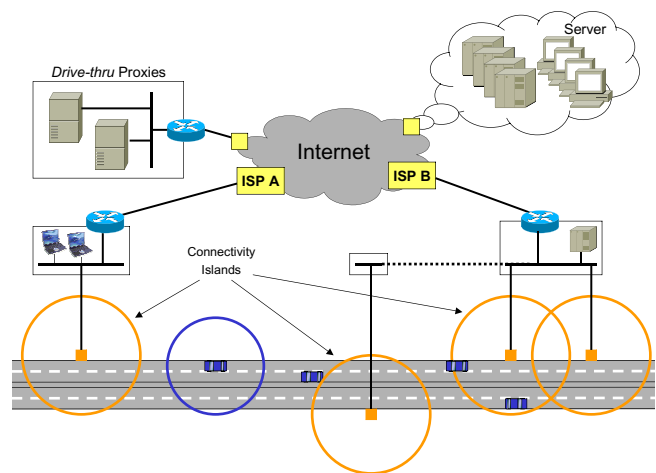 Server
Drive-thru Proxies
Internet
ISP A
ISP B
Connectivity
Islands